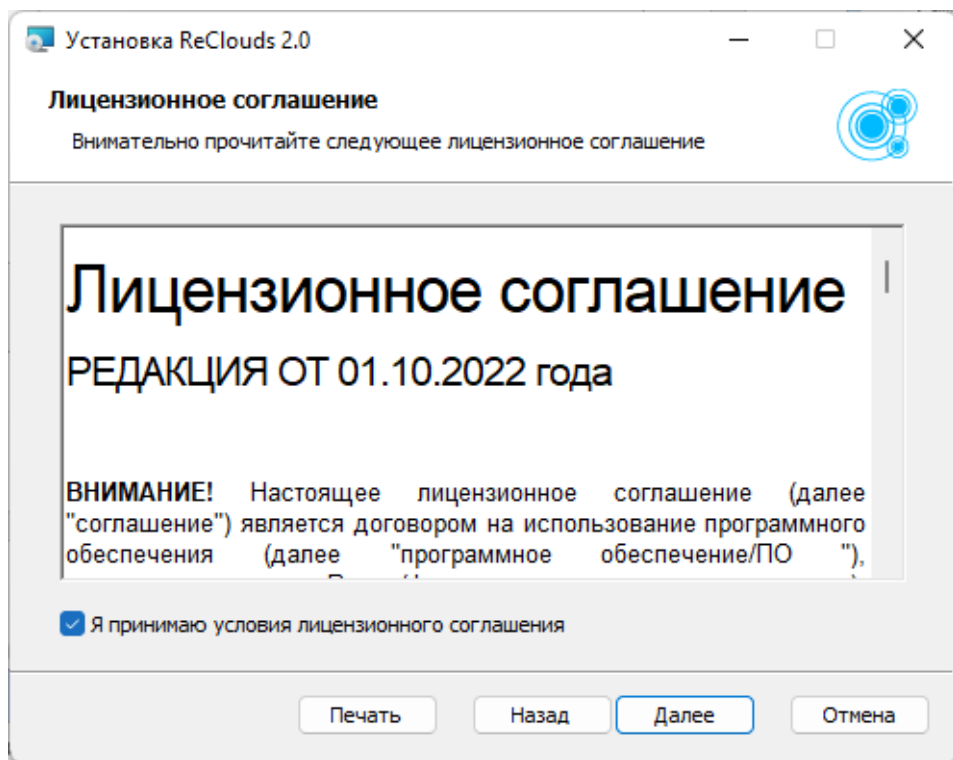 Установка ReClouds 2.0
Лицензионное соглашение
Внимательно прочитайте следующее лицензионное соглашение
Лицензионное соглашение
РЕДАКЦИЯ ОТ 01.10.2022 года
ВНИМАНИЕ! Настоящее лицензионное соглашение (далее
"соглашение") является договором на использование программного
обеспечения (далее "программное обеспечение/ПО "),
Я принимаю условия лицензионного соглашения
Печать Назад Далее Отмена